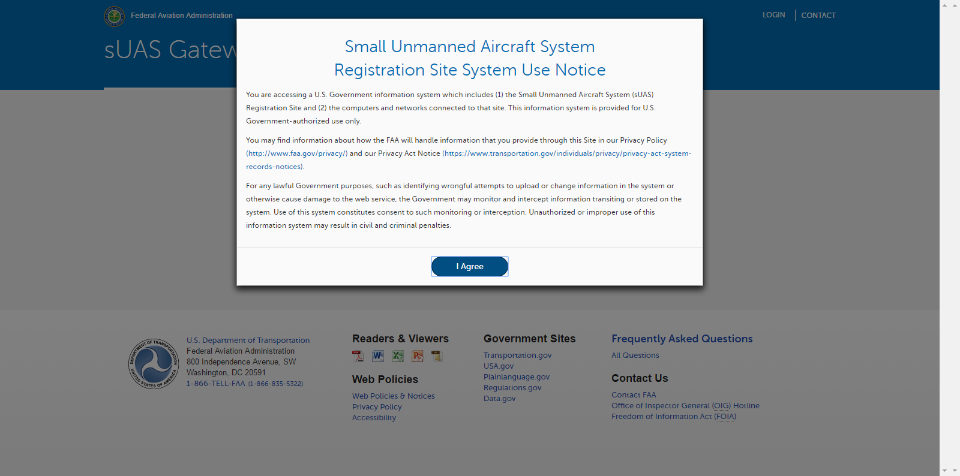 Federal Aviation Administration
LOGIN
CONTACT
sUAS Gatew
Small Unmanned Aircraft System
Registration Site System Use Notice
You are accessing a U.S. Government information system which includes (1) the Small Unmanned Aircraft System (sUAS)
Registration Site and (2) the computers and networks connected to that site. This information system is provided for U.S.
Government-authorized use only.
You may find information about how the FAA will handle information that you provide through this Site in our Privacy Policy
(http://www.faa.gov/privacy/) and our Privacy Act Notice (https://www.transportation.gov/individuals/privacy/privacy-act-system-
records-notices).
For any lawful Government purposes, such as identifying wrongful attempts to upload or change information in the system or
otherwise cause damage to the web service, the Government may monitor and intercept information transiting or stored on the
system. Use of this system constitutes consent to such monitoring or interception. Unauthorized or improper use of this
information system may result in civil and criminal penalties.
I Agree
U.S. Department of Transportation
Federal Aviation Administration
800 Independence Avenue, SW
Washington, DC 20591
1-866-TELL-FAA (1-866-835-5322)
Readers & Viewers
Web Policies
Web Policies & Notices
Privacy Policy
Accessibility
Government Sites
Transportation.gov
USA.gov
Plainlanguage.gov
Regulations.gov
Data.gov
Frequently Asked Questions
All Questions
Contact Us
Contact FAA
Office of Inspector General (OIG) Hotline
Freedom of Information Act (FOIA)